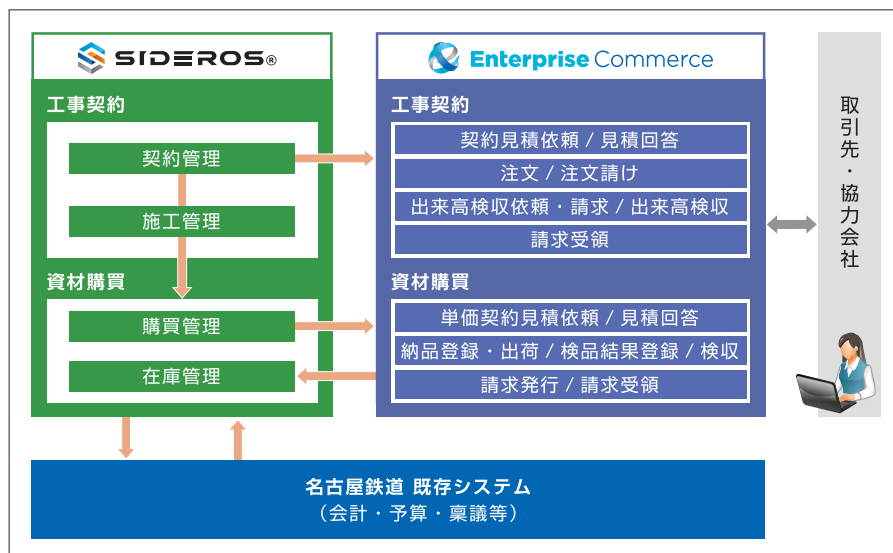 SIDEROS®
工事契約
契約管理
施工管理
資材購買
購買管理
在庫管理
Enterprise Commerce
工事契約
契約見積依頼 / 見積回答
注文 / 注文請け
出来高検収依頼・請求 / 出来高検収
請求受領
資材購買
単価契約見積依頼 / 見積回答
納品登録・出荷 / 検品結果登録 / 検収
請求発行 / 請求受領
取引先・協力会社
名古屋鉄道 既存システム
（会計・予算・稟議等）